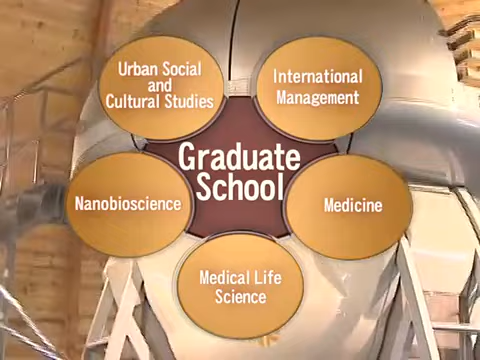 Urban Social
and
Cultural Studies
International
Management
Graduate
School
Nanobioscience
Medicine
Medical Life
Science